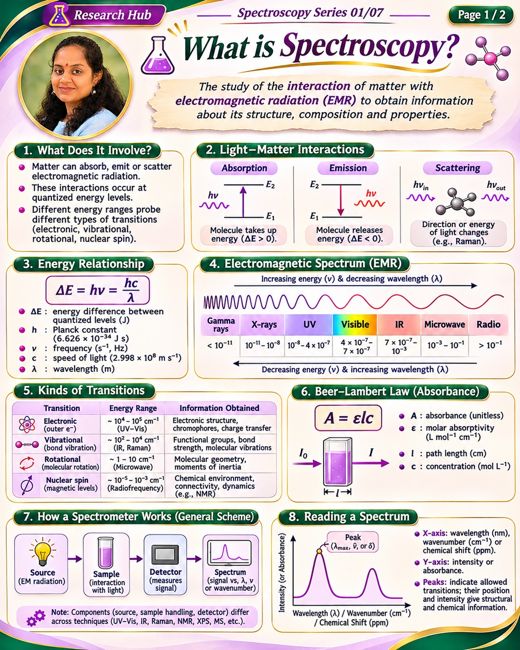 Research Hub
Spectroscopy Series 01/07
Page 1 / 2
What is Spectroscopy?
The study of the interaction of matter with
electromagnetic radiation (EMR) to obtain information
about its structure, composition and properties.
1. What Does It Involve?
Matter can absorb, emit or scatter
electromagnetic radiation.
These interactions occur at
quantized energy levels.
Different energy ranges probe
different types of transitions
(electronic, vibrational,
rotational, nuclear spin).
2. Light–Matter Interactions
Absorption
E₂
hν
E₁
Molecule takes up
energy (ΔE > 0).
Emission
E₂
hν
E₁
Molecule releases
energy (ΔE < 0).
Scattering
hνin
hνout
Direction or energy
of light changes
(e.g., Raman).
3. Energy Relationship
ΔE = hν = hc/λ
ΔE : energy difference between
quantized levels (J)
h : Planck constant
(6.626 × 10⁻³⁴ J s)
ν : frequency (s⁻¹, Hz)
c : speed of light (2.998 × 10⁸ m s⁻¹)
λ : wavelength (m)
4. Electromagnetic Spectrum (EMR)
Increasing energy (ν) & decreasing wavelength (λ)
Gamma rays X-rays UV Visible IR Microwave Radio
< 10⁻¹¹ 10⁻¹¹–10⁻⁸ 10⁻⁸–4 × 10⁻⁷ 4 × 10⁻⁷–7 × 10⁻⁷ 7 × 10⁻⁷–10⁻³ 10⁻³–10⁻¹ > 10⁻¹
Decreasing energy (ν) & increasing wavelength (λ)
5. Kinds of Transitions
Transition Energy Range Information Obtained
Electronic (outer e⁻) ~ 10⁴ – 10⁵ cm⁻¹ (UV–Vis) Electronic structure, chromophores, charge transfer
Vibrational (bond vibration) ~ 10² – 10⁴ cm⁻¹ (IR, Raman) Functional groups, bond strength, molecular vibrations
Rotational (molecular rotation) ~ 1 – 10 cm⁻¹ (Microwave) Molecular geometry, moments of inertia
Nuclear spin (magnetic levels) ~ 10⁻⁵ – 10⁻³ cm⁻¹ (Radiofrequency) Chemical environment, connectivity, dynamics (e.g., NMR)
6. Beer–Lambert Law (Absorbance)
A = εlc
I₀
I
l
A : absorbance (unitless)
ε : molar absorptivity
(L mol⁻¹ cm⁻¹)
l : path length (cm)
c : concentration (mol L⁻¹)
7. How a Spectrometer Works (General Scheme)
Source
(EM radiation)
Sample
(interaction
with light)
Detector
(measures
signal)
Spectrum
(signal vs, λ, ν
or wavenumber)
Note: Components (source, sample handling, detector) differ
across techniques (UV–Vis, IR, Raman, NMR, XPS, MS, etc.).
8. Reading a Spectrum
Intensity (or Absorbance)
Peak
(λmax, ṽ, or δ)
Wavelength (λ) / Wavenumber (cm⁻¹)
/ Chemical Shift (ppm)
X-axis: wavelength (nm),
wavenumber (cm⁻¹) or
chemical shift (ppm).
Y-axis: intensity or
absorbance.
Peaks: indicate allowed
transitions; their position
and intensity give structural
and chemical information.